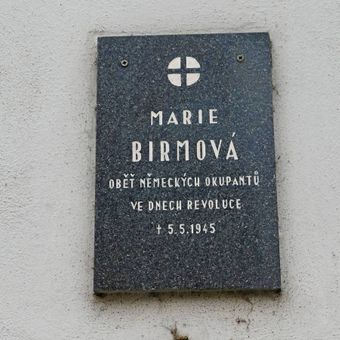 MARIE
BIRMOVÁ
OBĚŤ NĚMECKÝCH OKUPANTŮ
VE DNECH REVOLUCE
† 5.5.1945